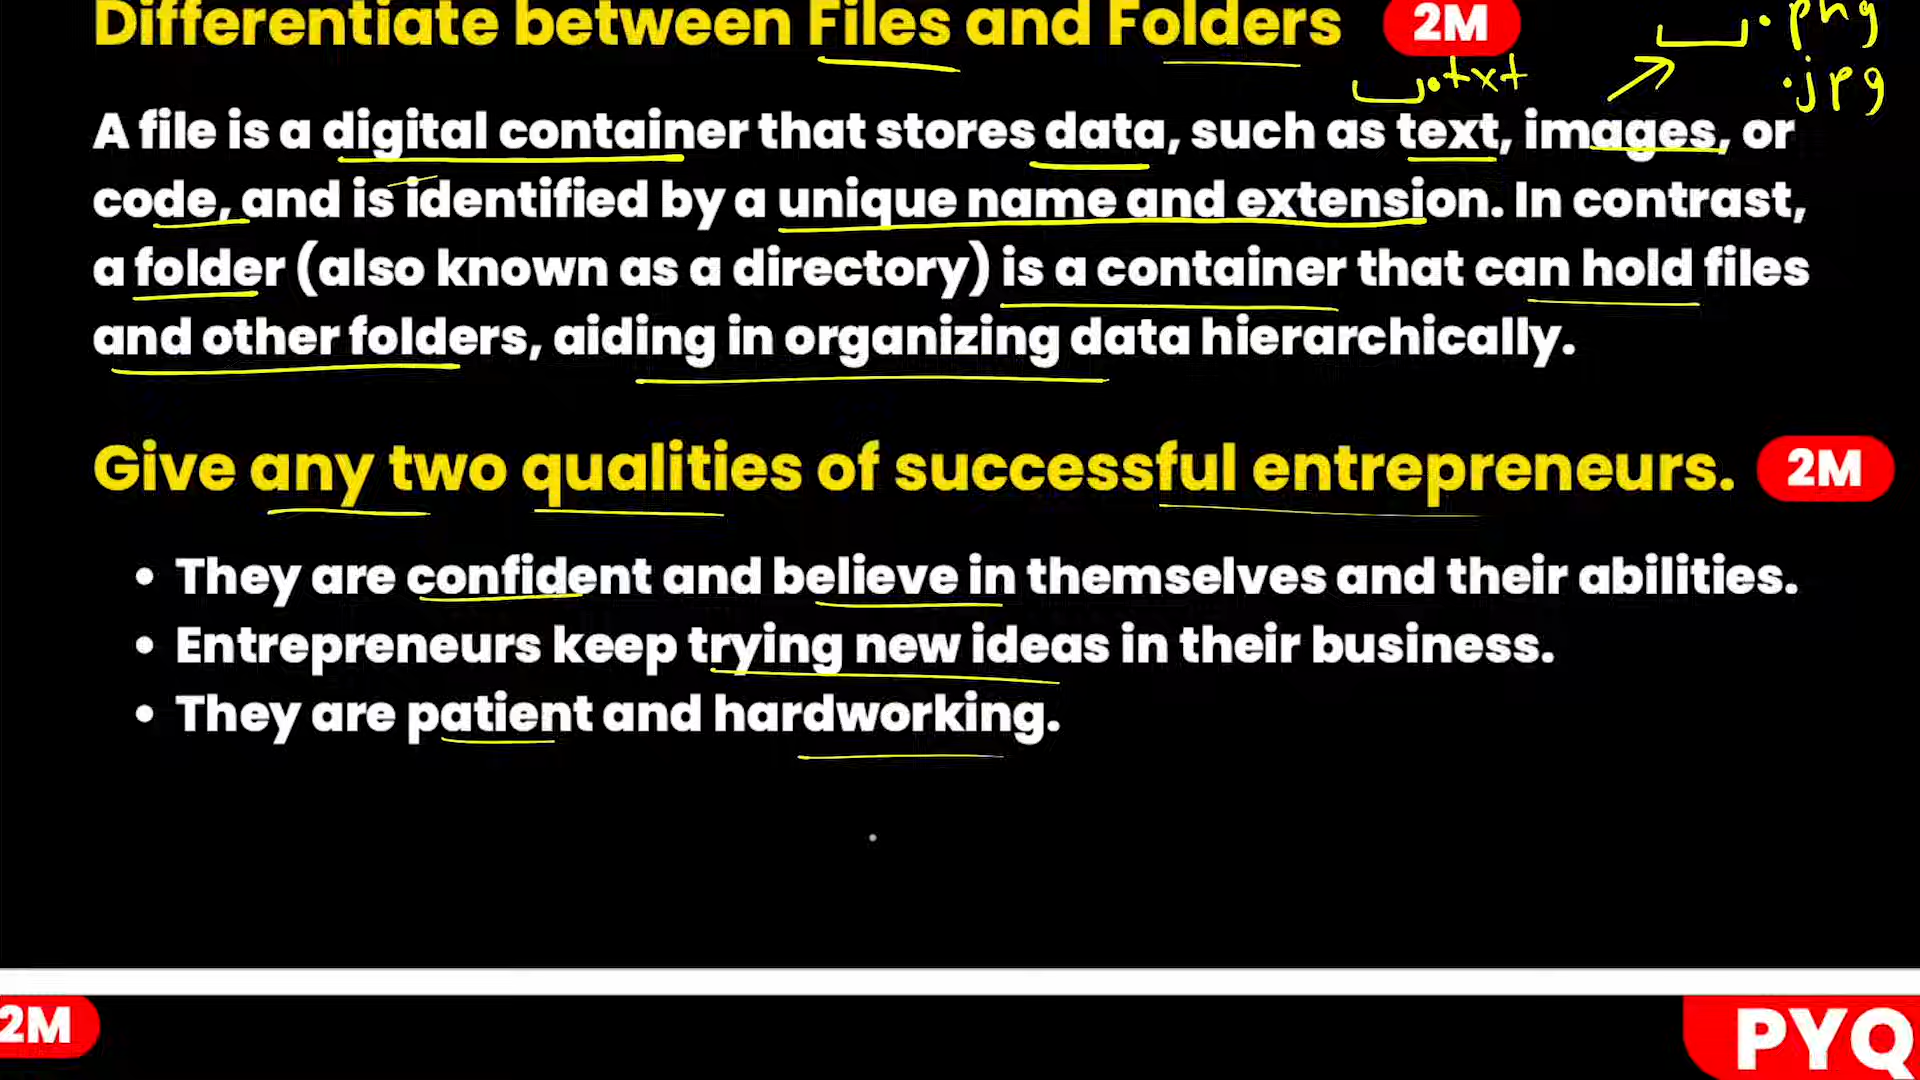 Differentiate between Files and Folders 2M
.png
.txt
.jpg
A file is a digital container that stores data, such as text, images, or
code, and is identified by a unique name and extension. In contrast,
a folder (also known as a directory) is a container that can hold files
and other folders, aiding in organizing data hierarchically.
Give any two qualities of successful entrepreneurs. 2M
• They are confident and believe in themselves and their abilities.
• Entrepreneurs keep trying new ideas in their business.
• They are patient and hardworking.
2M
PYQ